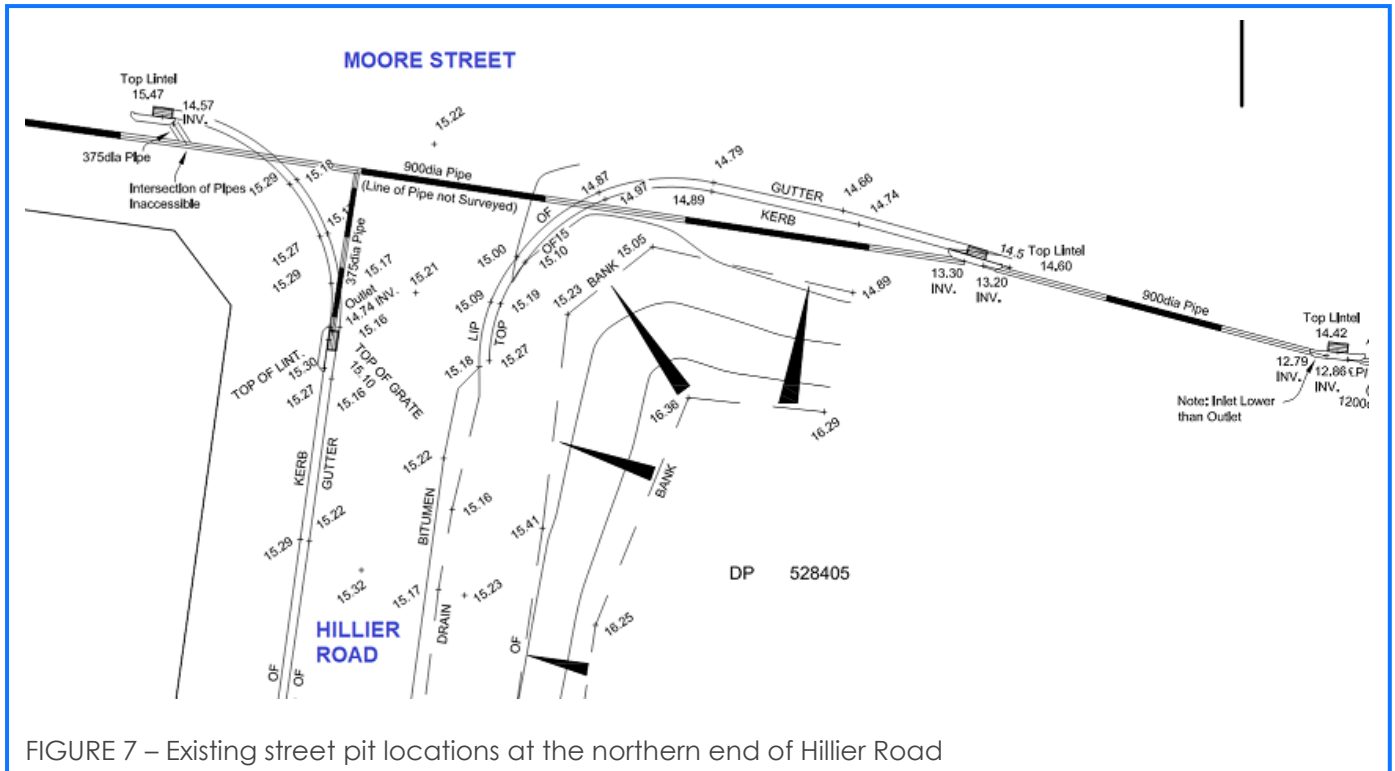 MOORE STREET
Top Lintel
15.47
14.57
INV.
375dia Pipe
Intersection of Pipes
Inaccessible
15.29
15.18
15.22
900dia Pipe
(Line of Pipe not Surveyed)
375dia Pipe
15.27
15.29
15.17
15.21
Outlet
14.74 INV.
15.16
TOP OF LINT.
15.30
15.27
TOP OF GRATE
15.10
15.16
KERB
GUTTER
15.22
15.29
15.32
OF
OF
HILLIER
ROAD
14.87
14.97
14.79
14.89
GUTTER
KERB
14.66
14.74
OF
OF15
15.00
15.10
15.09
15.19
LIP
TOP
15.18
15.27
15.05
BANK
15.23
14.89
16.36
16.29
BANK
15.22
BITUMEN
15.16
15.41
15.17
15.23
DRAIN
OF
16.25
DP 528405
14.5
Top Lintel
14.60
13.30
INV.
13.20
INV.
900dia Pipe
Top Lintel
14.42
12.79
INV.
12.86
INV.
Note: Inlet Lower
than Outlet
FIGURE 7 – Existing street pit locations at the northern end of Hillier Road